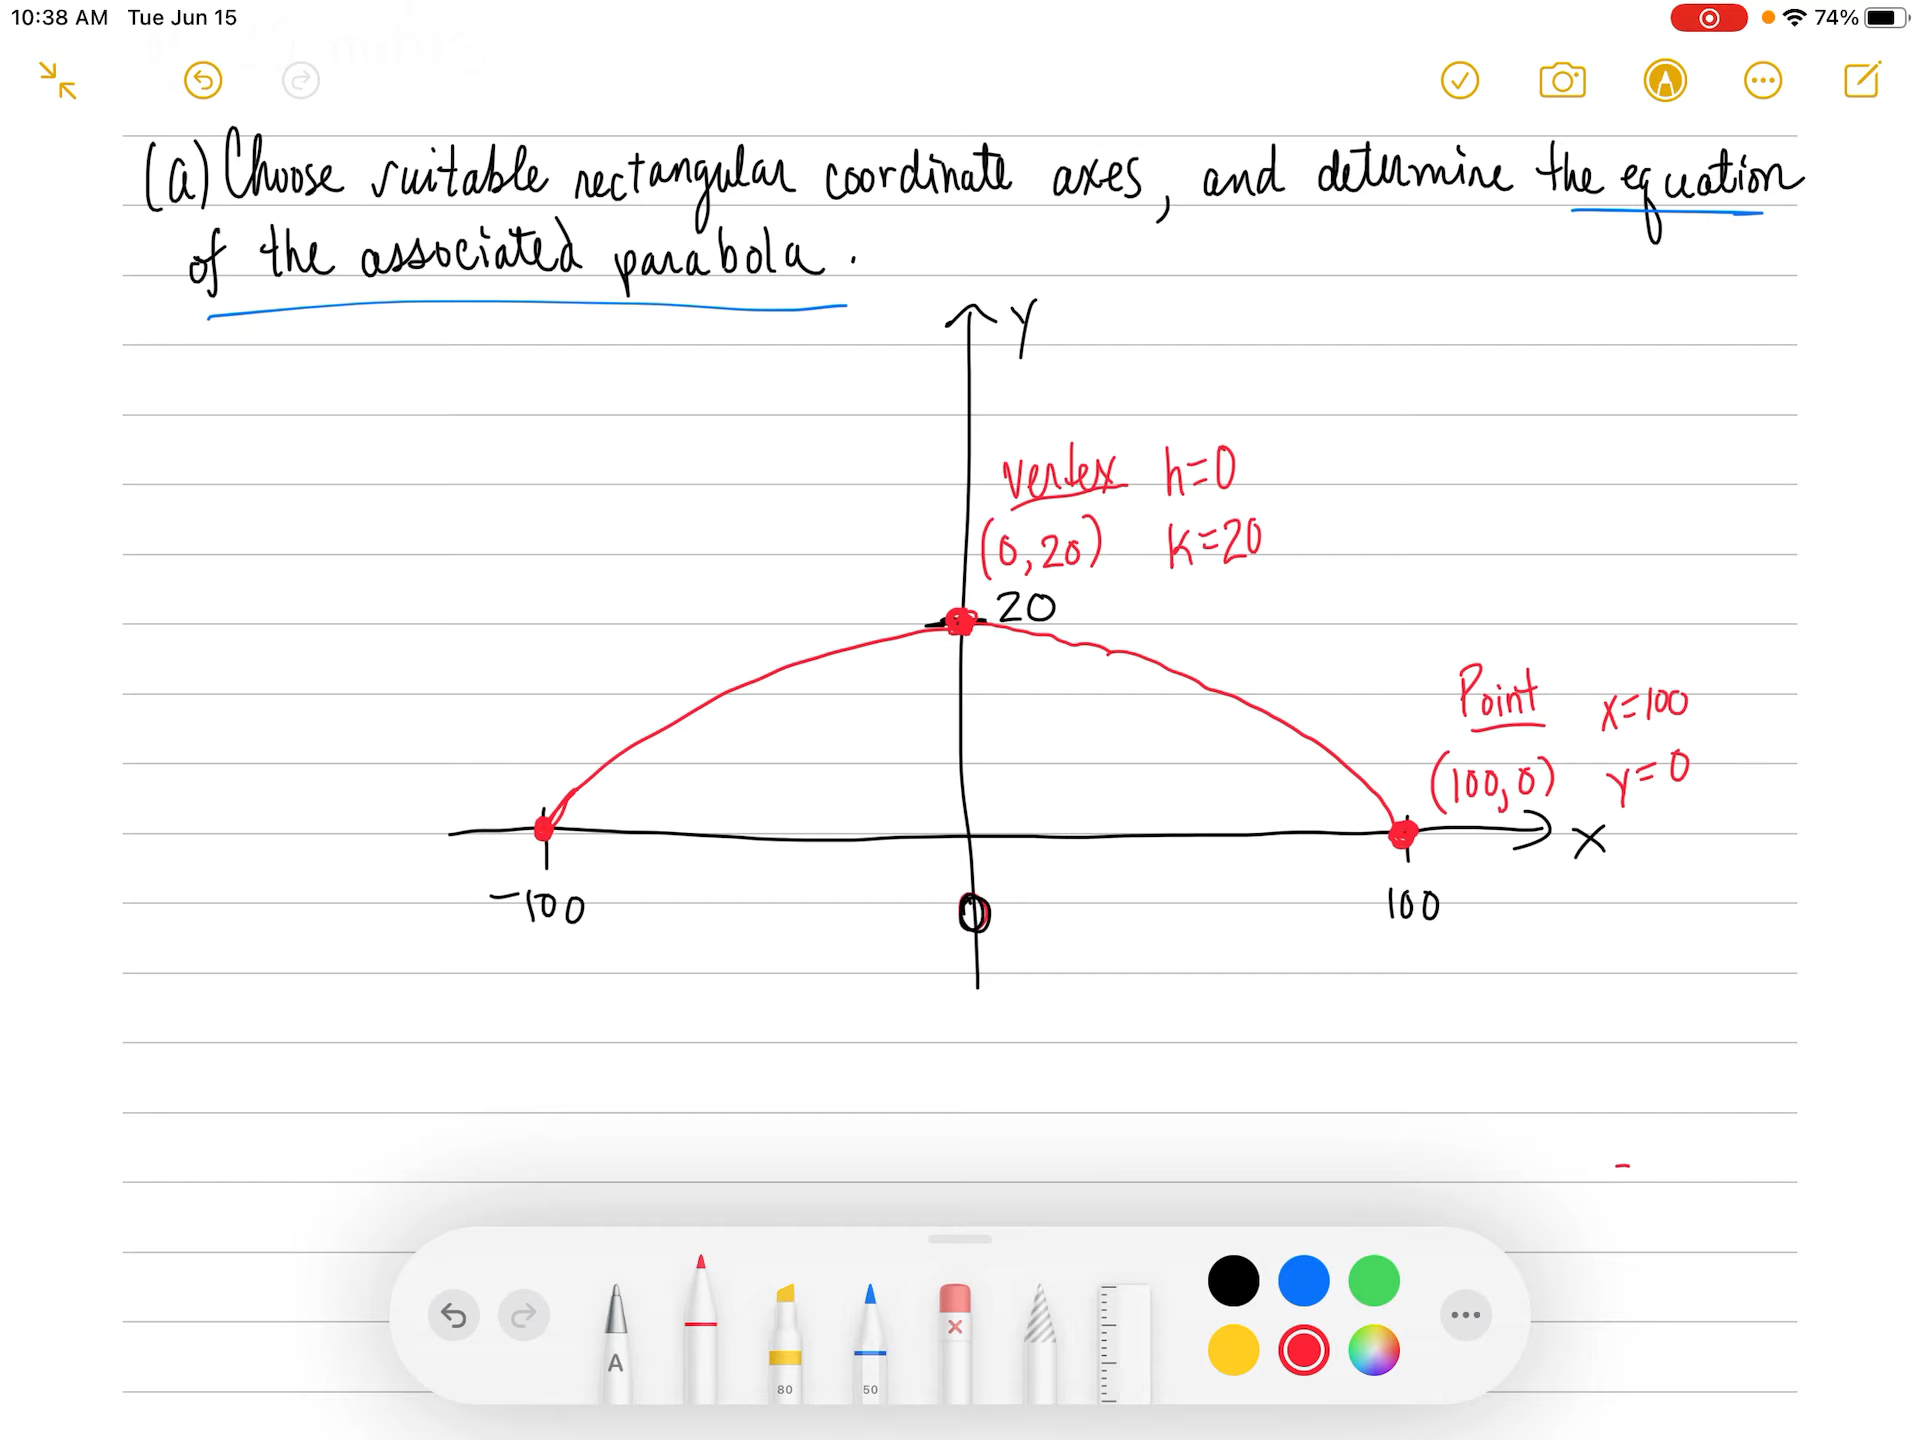 10:38 AM Tue Jun 15
74%
(a) Choose suitable rectangular coordinate axes, and determine the equation
of the associated parabola.
Y
vertex h=0
(0,20) K=20
20
Point x=100
(100,0) y=0
X
-100
0
100
A
80
50